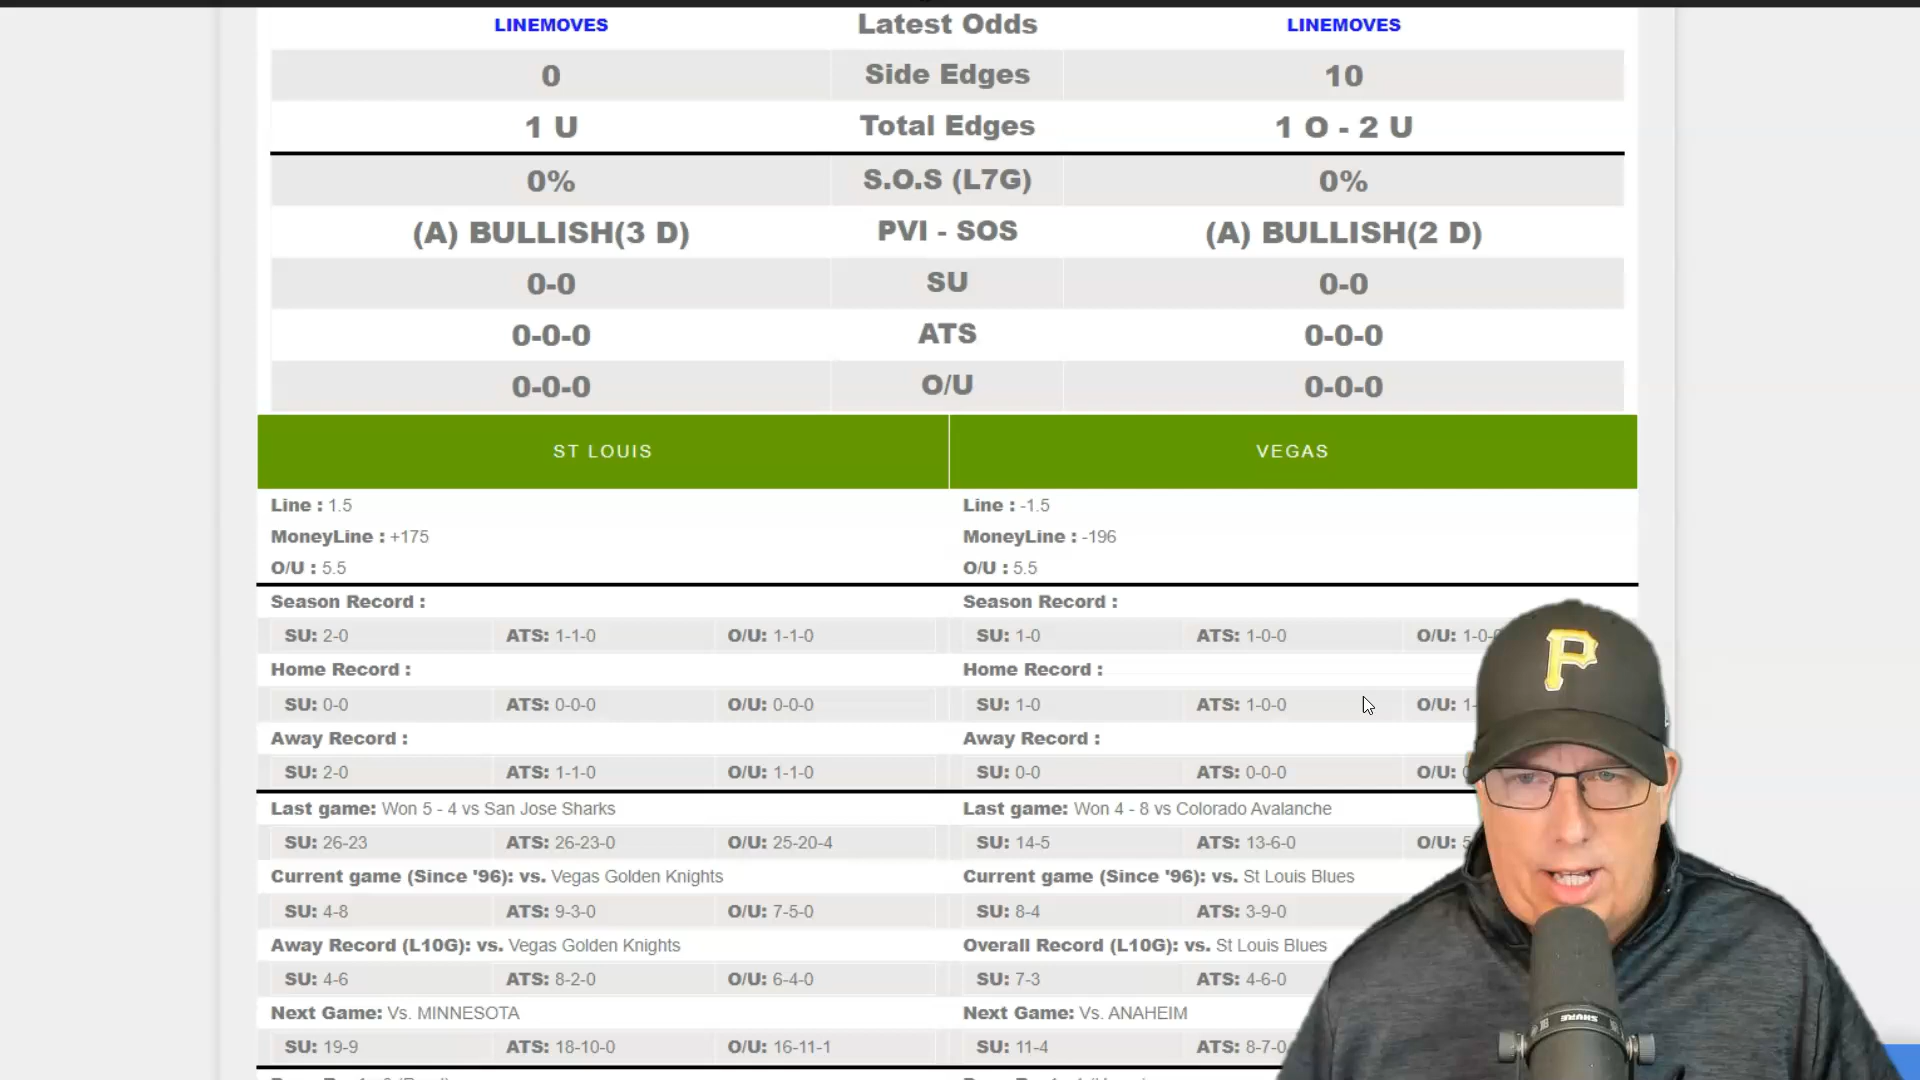 LINEMOVES Latest Odds LINEMOVES
0 Side Edges 10
1 U Total Edges 1 O - 2 U
0% S.O.S (L7G) 0%
(A) BULLISH(3 D) PVI - SOS (A) BULLISH(2 D)
0-0 SU 0-0
0-0-0 ATS 0-0-0
0-0-0 O/U 0-0-0
ST LOUIS VEGAS
Line : 1.5 Line : -1.5
MoneyLine : +175 MoneyLine : -196
O/U : 5.5 O/U : 5.5
Season Record : Season Record :
SU: 2-0 ATS: 1-1-0 O/U: 1-1-0 SU: 1-0 ATS: 1-0-0 O/U: 1-0-
Home Record : Home Record :
SU: 0-0 ATS: 0-0-0 O/U: 0-0-0 SU: 1-0 ATS: 1-0-0 O/U: 1-
Away Record : Away Record :
SU: 2-0 ATS: 1-1-0 O/U: 1-1-0 SU: 0-0 ATS: 0-0-0 O/U:
Last game: Won 5 - 4 vs San Jose Sharks Last game: Won 4 - 8 vs Colorado Avalanche
SU: 26-23 ATS: 26-23-0 O/U: 25-20-4 SU: 14-5 ATS: 13-6-0 O/U: 5
Current game (Since '96): vs. Vegas Golden Knights Current game (Since '96): vs. St Louis Blues
SU: 4-8 ATS: 9-3-0 O/U: 7-5-0 SU: 8-4 ATS: 3-9-0
Away Record (L10G): vs. Vegas Golden Knights Overall Record (L10G): vs. St Louis Blues
SU: 4-6 ATS: 8-2-0 O/U: 6-4-0 SU: 7-3 ATS: 4-6-0
Next Game: Vs. MINNESOTA Next Game: Vs. ANAHEIM
SU: 19-9 ATS: 18-10-0 O/U: 16-11-1 SU: 11-4 ATS: 8-7-0
P
SHURE